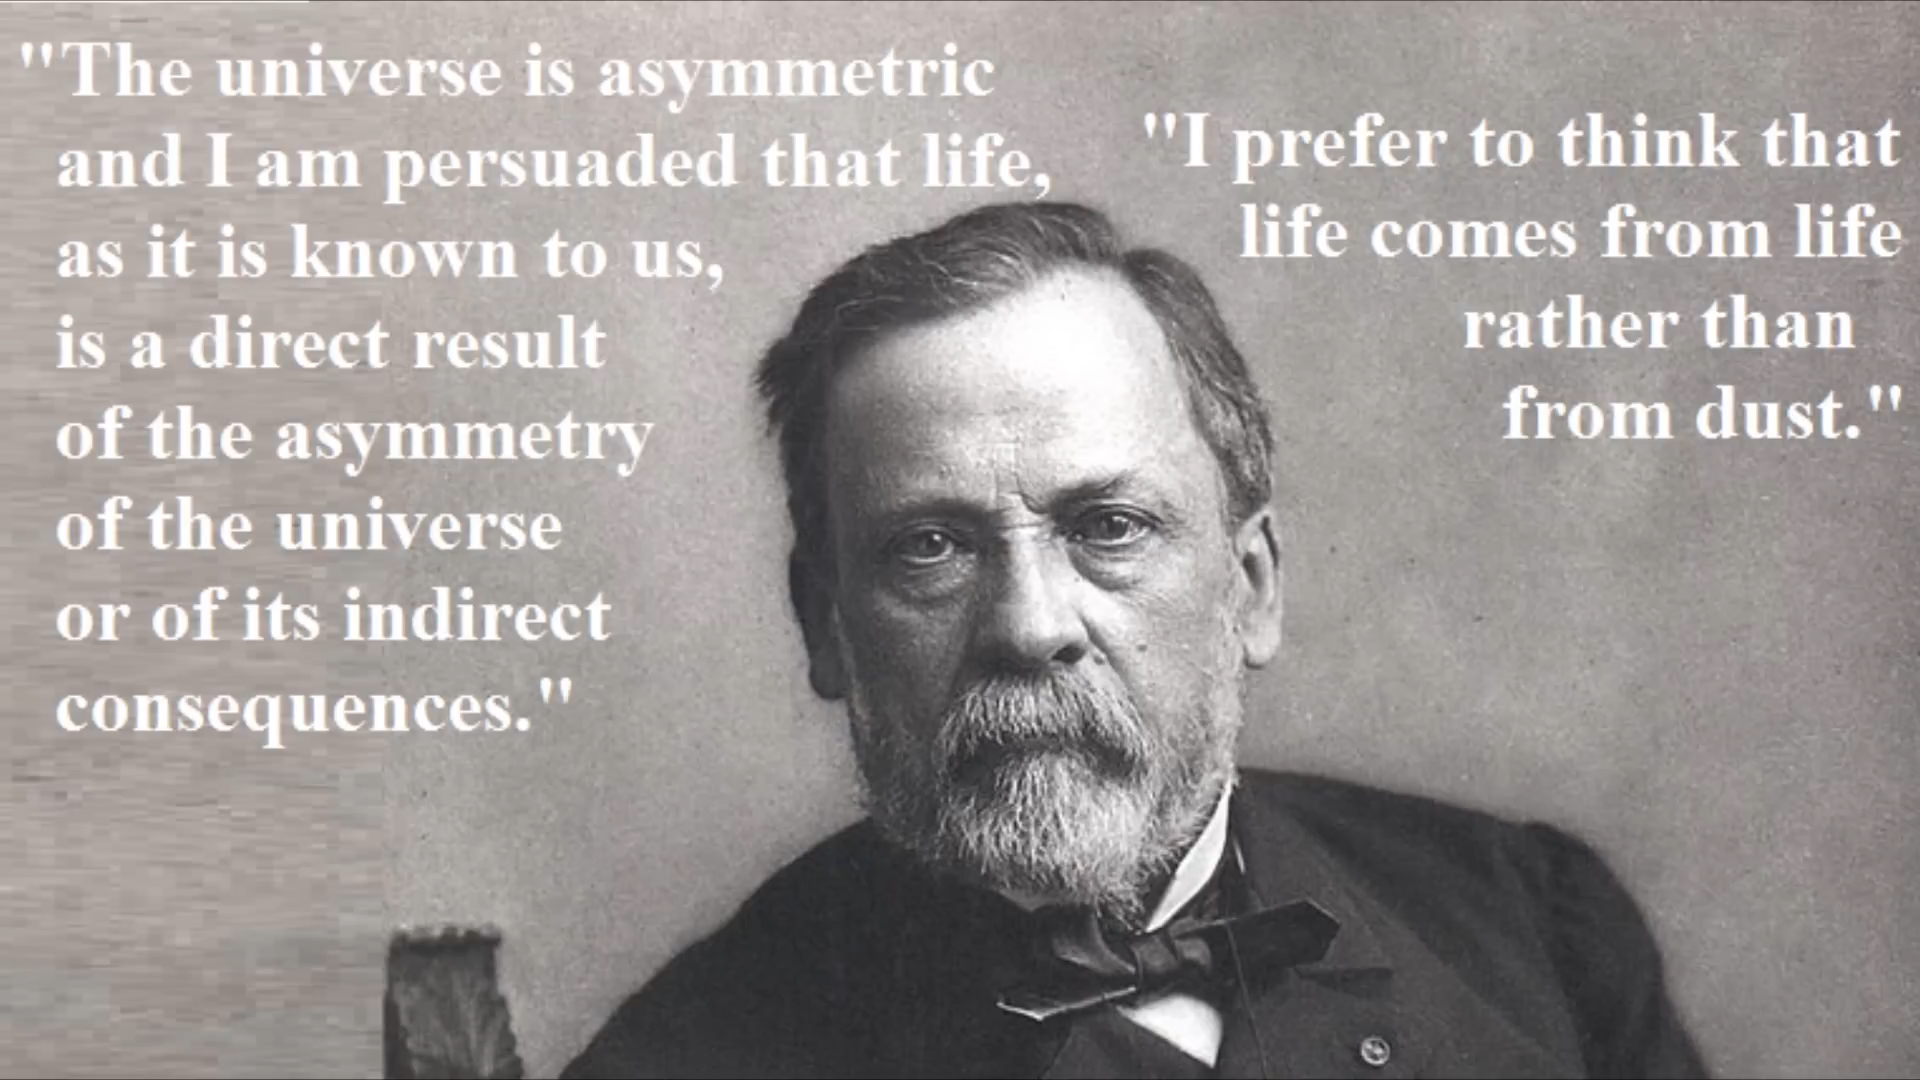 "The universe is asymmetric
and I am persuaded that life,
as it is known to us,
is a direct result
of the asymmetry
of the universe
or of its indirect
consequences."
"I prefer to think that
life comes from life
rather than
from dust."